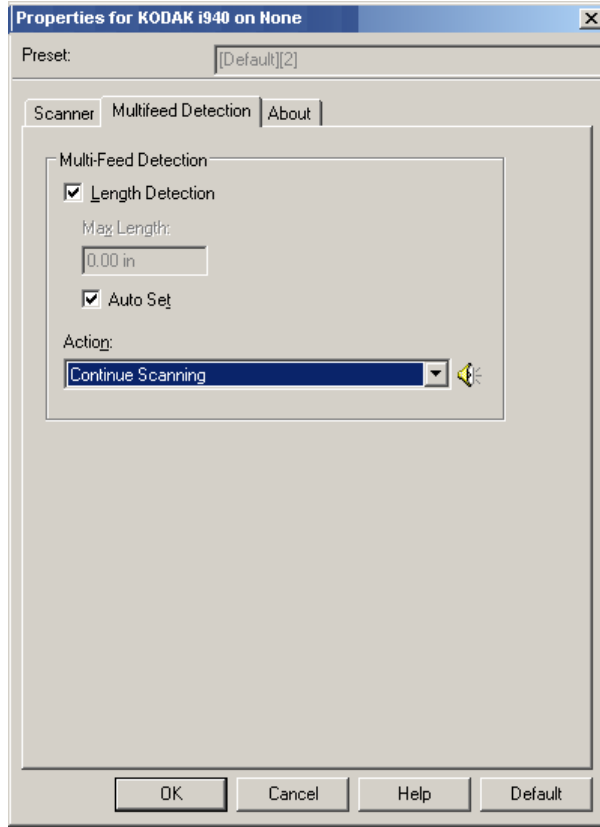 Properties for KODAK i940 on None
Preset: [Default][2]
Scanner Multifeed Detection About
Multi-Feed Detection
Length Detection
Max Length:
0.00 in
Auto Set
Action:
Continue Scanning
OK Cancel Help Default